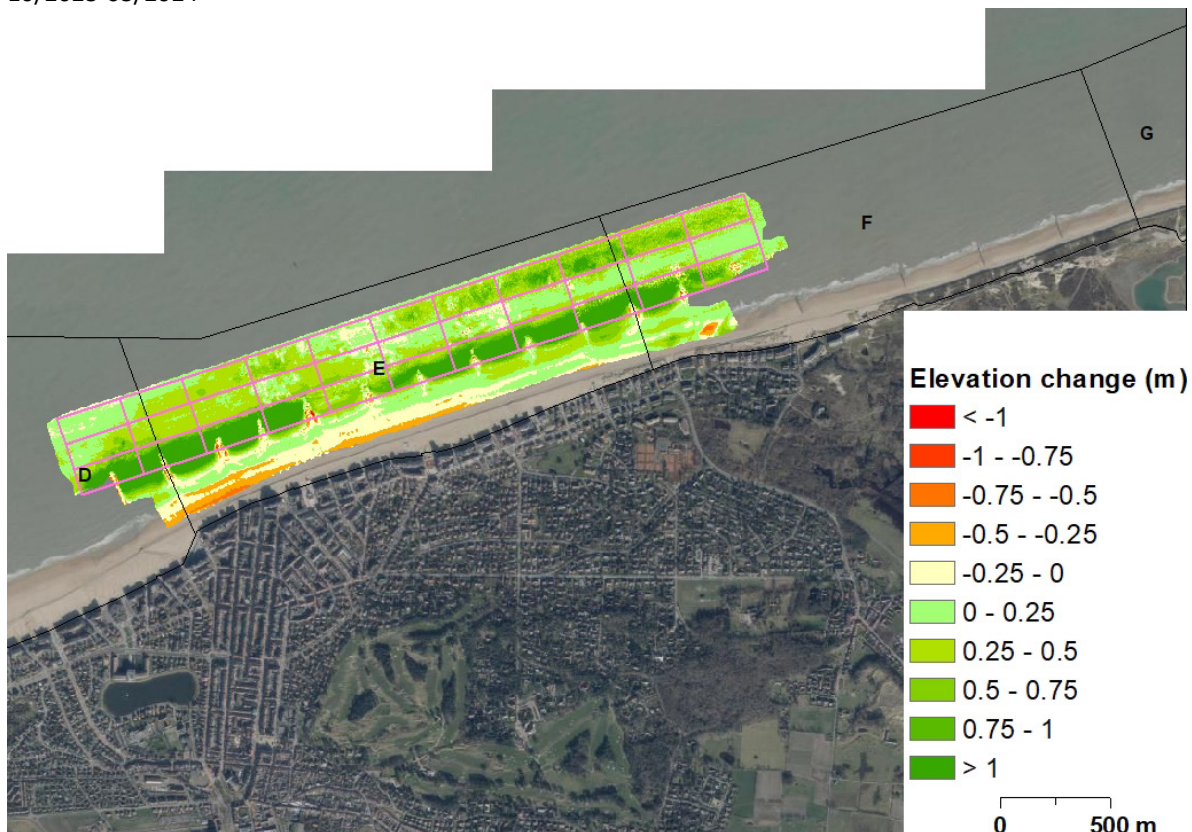 G
F
E
D
Elevation change (m)
< -1
-1 - -0.75
-0.75 - -0.5
-0.5 - -0.25
-0.25 - 0
0 - 0.25
0.25 - 0.5
0.5 - 0.75
0.75 - 1
> 1
0 500 m